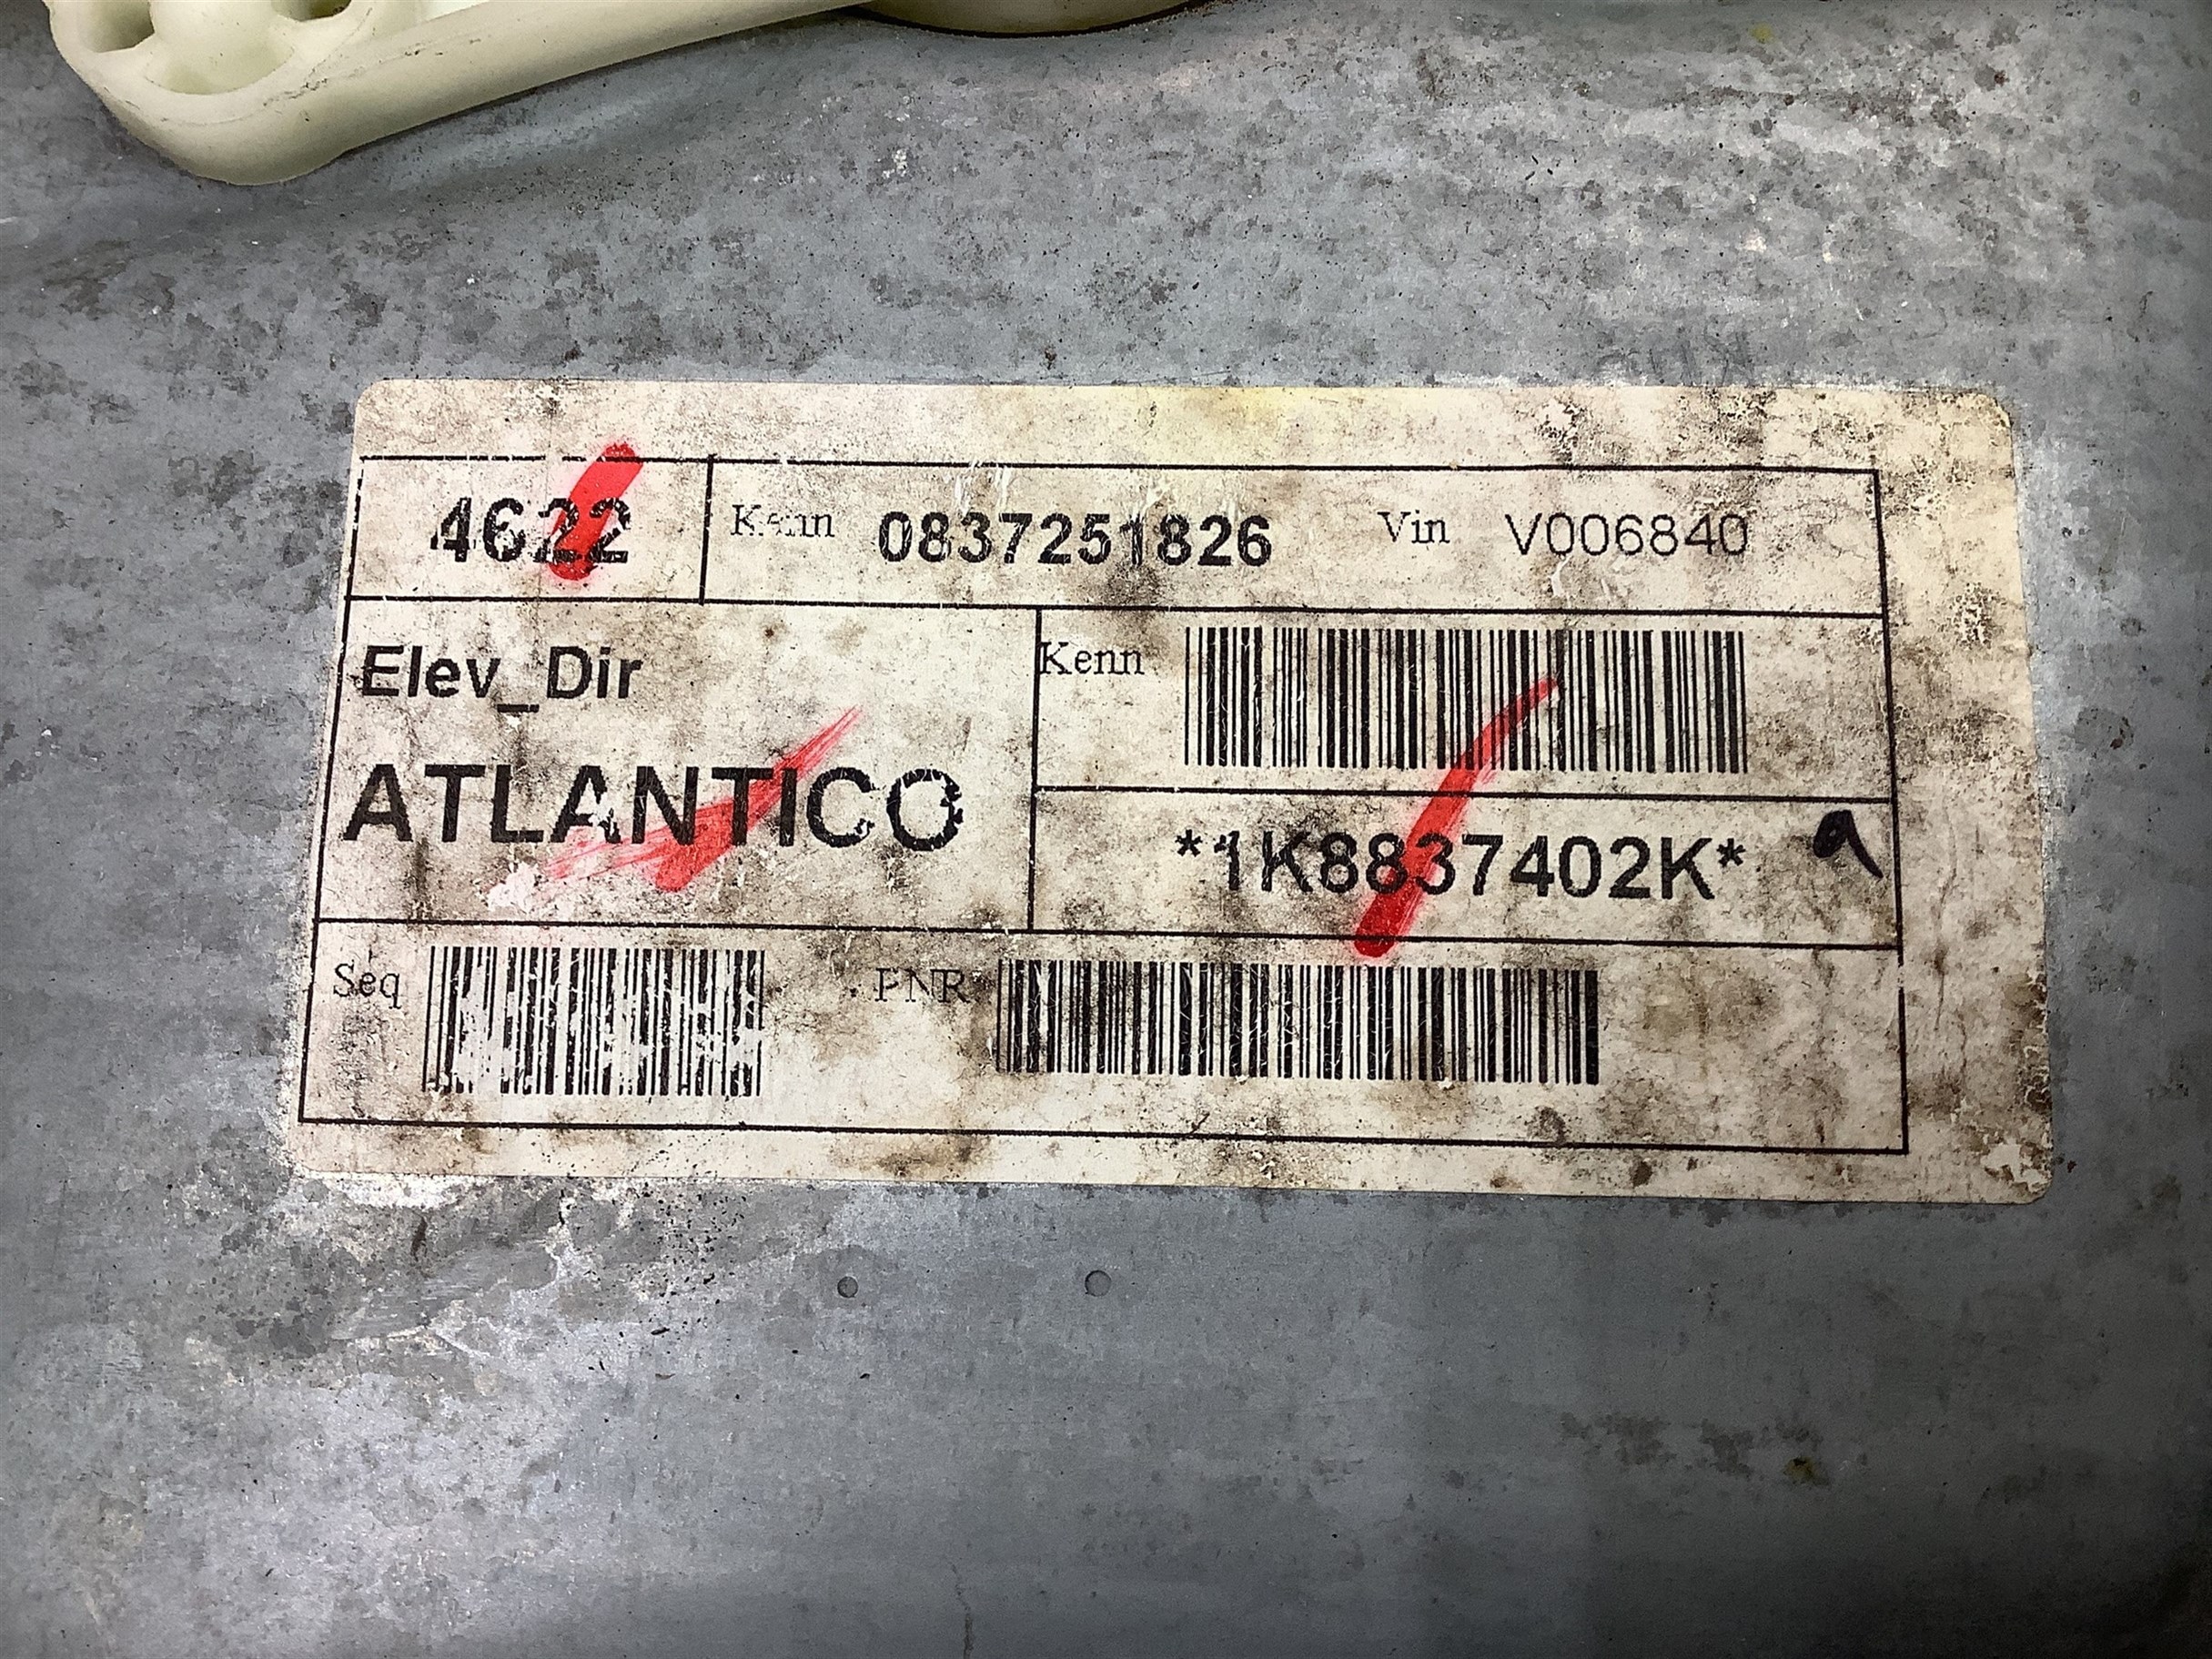 4622 Kenn 0837251826 Vin V006840
Elev_Dir
Kenn
ATLANTICO
*1K8837402K* a
Seq PNR